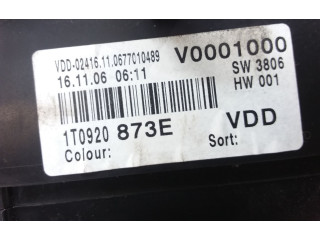 VDD-02416.11.0677010489 V0001000
16.11.06 06:11 SW 3806
HW 001
1T0920 873E VDD
Colour: Sort: